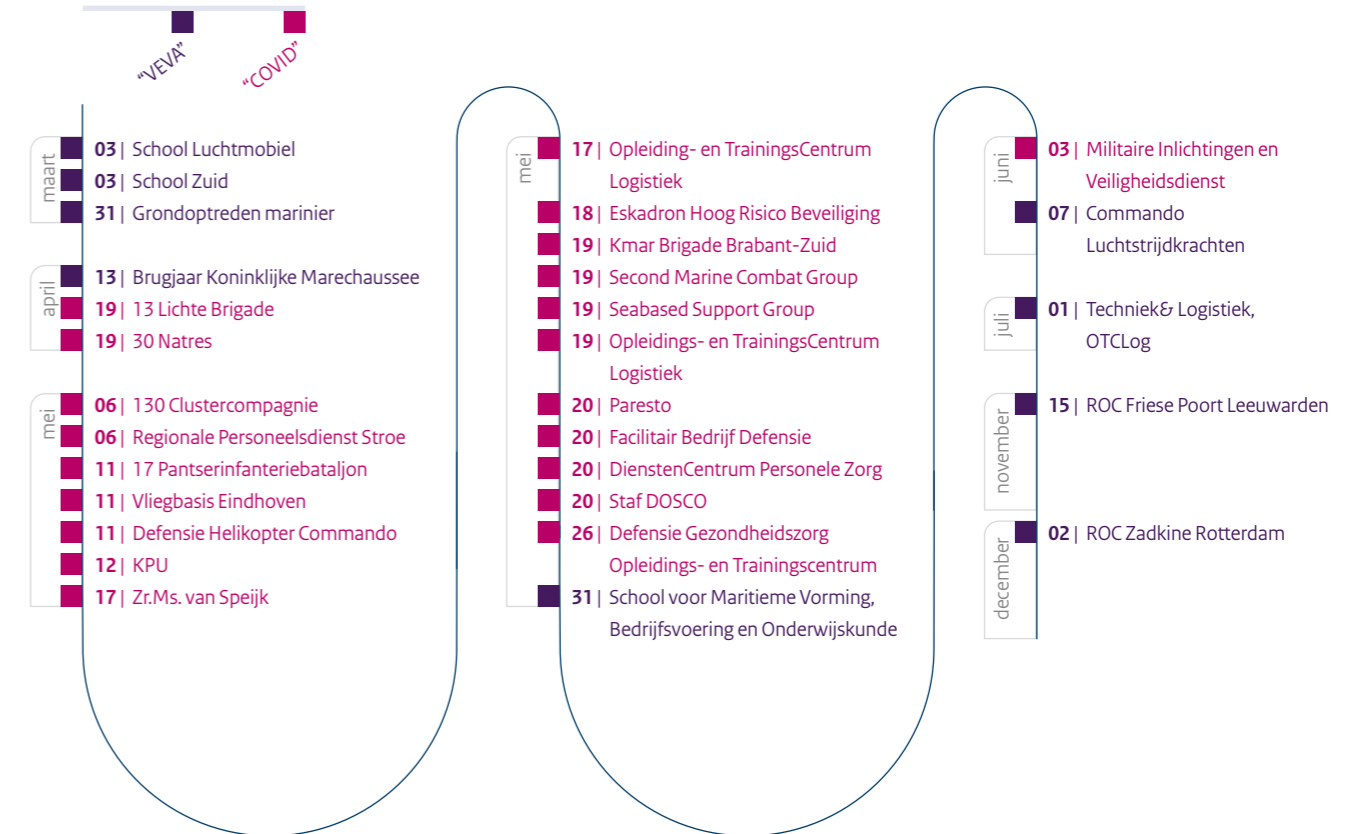 “VEVA”
“COVID”
maart
03 | School Luchtmobiel
03 | School Zuid
31 | Grondoptreden marinier
april
13 | Brugjaar Koninklijke Marechaussee
19 | 13 Lichte Brigade
19 | 30 Natres
mei
06 | 130 Clustercompagnie
06 | Regionale Personeelsdienst Stroe
11 | 17 Pantserinfanteriebataljon
11 | Vliegbasis Eindhoven
11 | Defensie Helikopter Commando
12 | KPU
17 | Zr.Ms. van Speijk
mei
17 | Opleiding- en TrainingsCentrum
Logistiek
18 | Eskadron Hoog Risico Beveiliging
19 | Kmar Brigade Brabant-Zuid
19 | Second Marine Combat Group
19 | Seabased Support Group
19 | Opleidings- en TrainingsCentrum
Logistiek
20 | Paresto
20 | Facilitair Bedrijf Defensie
20 | DienstenCentrum Personele Zorg
20 | Staf DOSCO
26 | Defensie Gezondheidszorg
Opleidings- en Trainingscentrum
31 | School voor Maritieme Vorming,
Bedrijfsvoering en Onderwijskunde
juni
03 | Militaire Inlichtingen en
Veiligheidsdienst
07 | Commando
Luchtstrijdkrachten
juli
01 | Techniek& Logistiek,
OTCLog
november
15 | ROC Friese Poort Leeuwarden
december
02 | ROC Zadkine Rotterdam